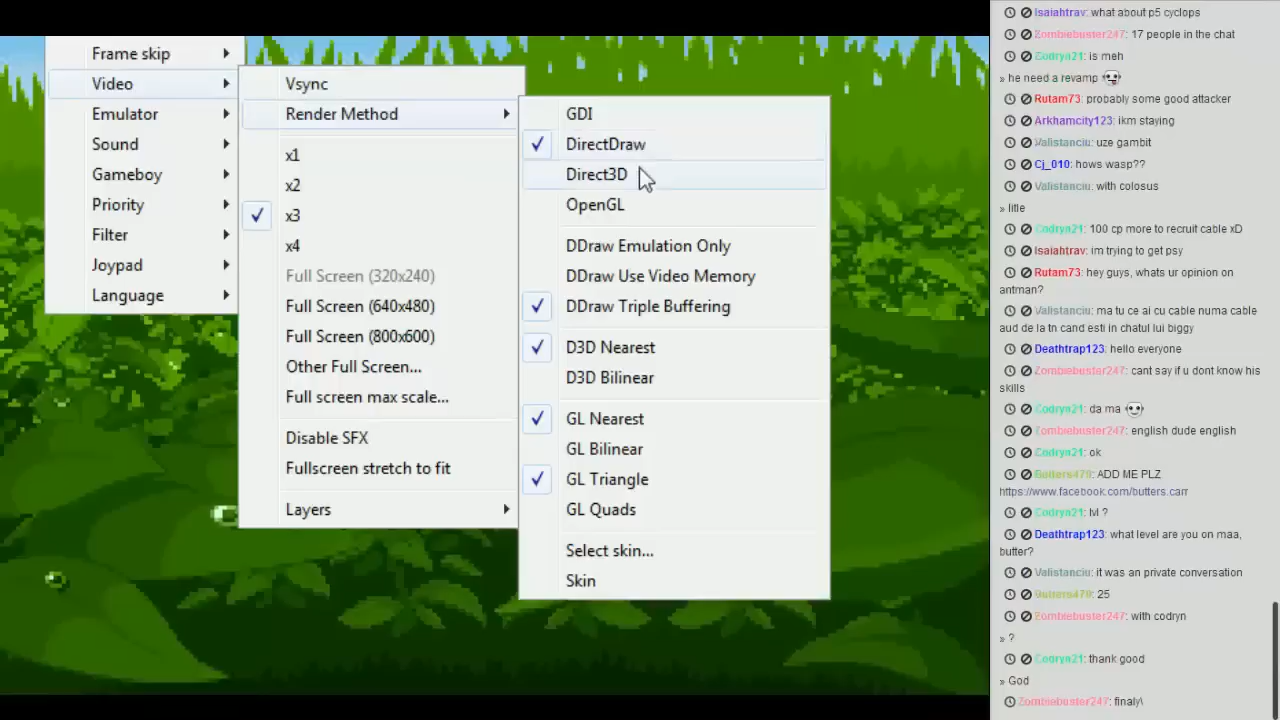 Frame skip
Video
Emulator
Sound
Gameboy
Priority
Filter
Joypad
Language
Vsync
Render Method
x1
x2
x3
x4
Full Screen (320x240)
Full Screen (640x480)
Full Screen (800x600)
Other Full Screen...
Full screen max scale...
Disable SFX
Fullscreen stretch to fit
Layers
GDI
DirectDraw
Direct3D
OpenGL
DDraw Emulation Only
DDraw Use Video Memory
DDraw Triple Buffering
D3D Nearest
D3D Bilinear
GL Nearest
GL Bilinear
GL Triangle
GL Quads
Select skin...
Skin
Isaiahtrav: what about p5 cyclops
Zombiebuster247: 17 people in the chat
Codryn21: is meh
» he need a revamp
Rutam73: probably some good attacker
Arkhamcity123: ikm staying
Valistanciu: uze gambit
Cj_010: hows wasp??
Valistanciu: with colosus
» litle
Codryn21: 100 cp more to recruit cable xD
Isaiahtrav: im trying to get psy
Rutam73: hey guys, whats ur opinion on
antman?
Valistanciu: ma tu ce ai cu cable numa cable
aud de la tn cand esti in chatul lui biggy
Deathtrap123: hello everyone
Zombiebuster247: cant say if u dont know his
skills
Codryn21: da ma
Zombiebuster247: english dude english
Codryn21: ok
Butters479: ADD ME PLZ
https://www.facebook.com/butters.carr
Codryn21: lvl ?
Deathtrap123: what level are you on maa,
butter?
Valistanciu: it was an private conversation
Butters479: 25
Zombiebuster247: with codryn
» ?
Codryn21: thank good
» God
Zombiebuster247: finaly\